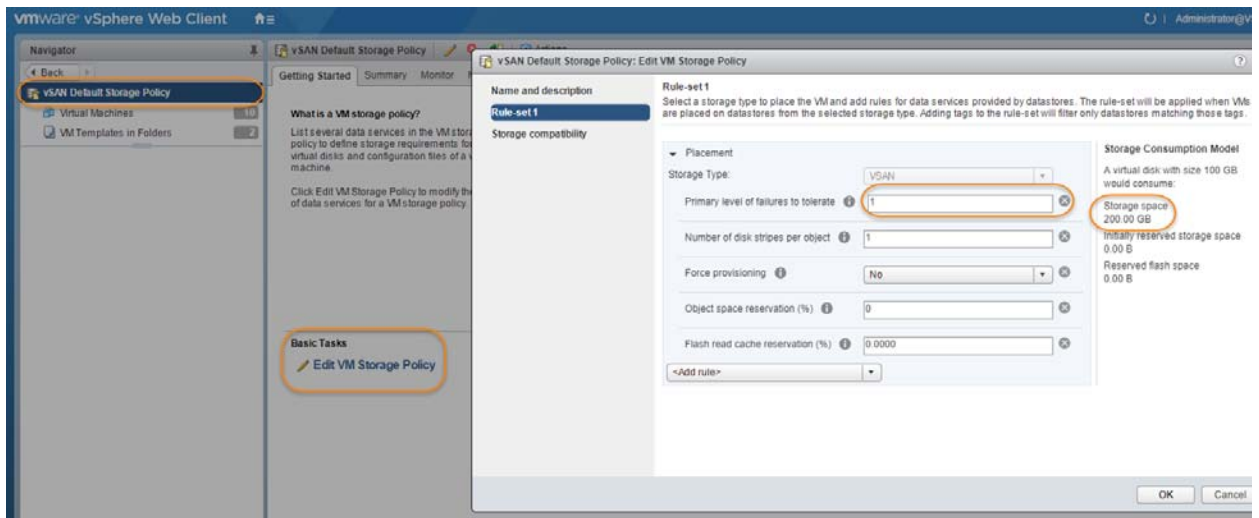 vmware® vSphere Web Client
Administrator@V
Navigator
Back
vSAN Default Storage Policy
Virtual Machines 10
VM Templates in Folders 2
vSAN Default Storage Policy
Actions
Getting Started Summary Monitor
What is a VM storage policy?
List several data services in the VM stora
policy to define storage requirements fo
virtual disks and configuration files of a v
machine.
Click Edit VM Storage Policy to modify the
of data services for a VM storage policy.
Basic Tasks
Edit VM Storage Policy
vSAN Default Storage Policy: Edit VM Storage Policy
?
Name and description
Rule-set 1
Storage compatibility
Rule-set 1
Select a storage type to place the VM and add rules for data services provided by datastores. The rule-set will be applied when VMs
are placed on datastores from the selected storage type. Adding tags to the rule-set will filter only datastores matching those tags.
Placement
Storage Type: VSAN
Primary level of failures to tolerate 1
Number of disk stripes per object 1
Force provisioning No
Object space reservation (%) 0
Flash read cache reservation (%) 0.0000
<Add rule>
Storage Consumption Model
A virtual disk with size 100 GB
would consume:
Storage space
200.00 GB
Initially reserved storage space
0.00 B
Reserved flash space
0.00 B
OK Cancel